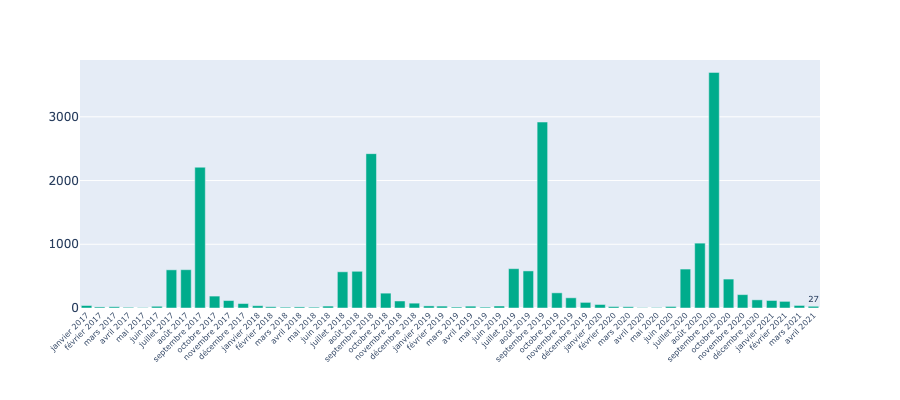 3000
2000
1000
0
27
janvier 2017
février 2017
mars 2017
avril 2017
mai 2017
juin 2017
juillet 2017
août 2017
septembre 2017
octobre 2017
novembre 2017
décembre 2017
janvier 2018
février 2018
mars 2018
avril 2018
mai 2018
juin 2018
juillet 2018
août 2018
septembre 2018
octobre 2018
novembre 2018
décembre 2018
janvier 2019
février 2019
mars 2019
avril 2019
mai 2019
juin 2019
juillet 2019
août 2019
septembre 2019
octobre 2019
novembre 2019
décembre 2019
janvier 2020
février 2020
mars 2020
avril 2020
mai 2020
juin 2020
juillet 2020
août 2020
septembre 2020
octobre 2020
novembre 2020
décembre 2020
janvier 2021
février 2021
mars 2021
avril 2021